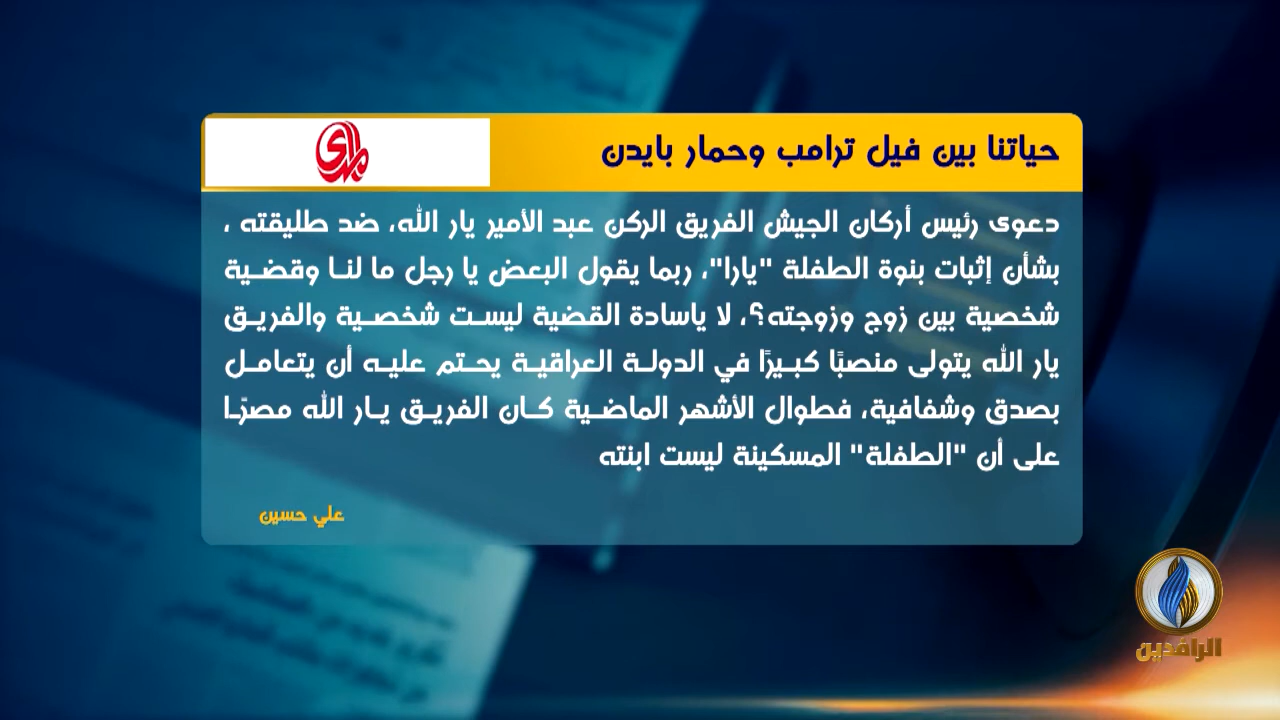 حياتنا بين فيل ترامب وحمار بايدن
المدى
دعوى رئيس أركان الجيش الفريق الركن عبد الأمير يار الله، ضد طليقته ،
بشأن إثبات بنوة الطفلة "يارا"، ربما يقول البعض يا رجل ما لنا وقضية
شخصية بين زوج وزوجته؟، لا ياسادة القضية ليست شخصية والفريق
يار الله يتولى منصبًا كبيرًا في الدولة العراقية يحتم عليه أن يتعامل
بصدق وشفافية، فطوال الأشهر الماضية كان الفريق يار الله مصرّا
على أن "الطفلة" المسكينة ليست ابنته
علي حسين
الرافدين